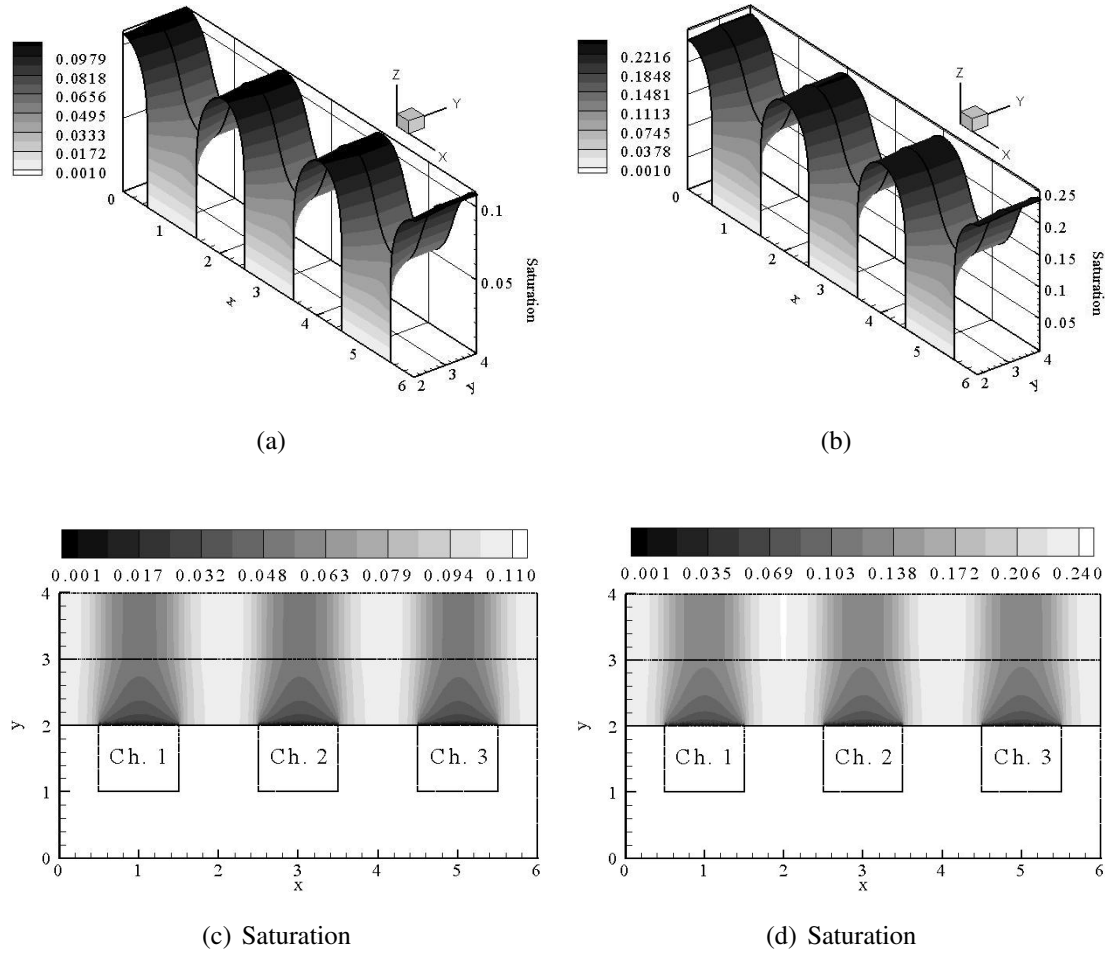 0.0979
0.0818
0.0656
0.0495
0.0333
0.0172
0.0010
Z
Y
X
0
1
2
3
4
5
6
x
2
3
4
y
0.1
0.05
Saturation
(a)
0.2216
0.1848
0.1481
0.1113
0.0745
0.0378
0.0010
Z
Y
X
0
1
2
3
4
5
6
x
2
3
4
y
0.25
0.2
0.15
0.1
0.05
Saturation
(b)
0.001 0.017 0.032 0.048 0.063 0.079 0.094 0.110
4
3
2
1
0
y
Ch. 1 Ch. 2 Ch. 3
0 1 2 3 4 5 6
x
(c) Saturation
0.001 0.035 0.069 0.103 0.138 0.172 0.206 0.240
4
3
2
1
0
y
Ch. 1 Ch. 2 Ch. 3
0 1 2 3 4 5 6
x
(d) Saturation